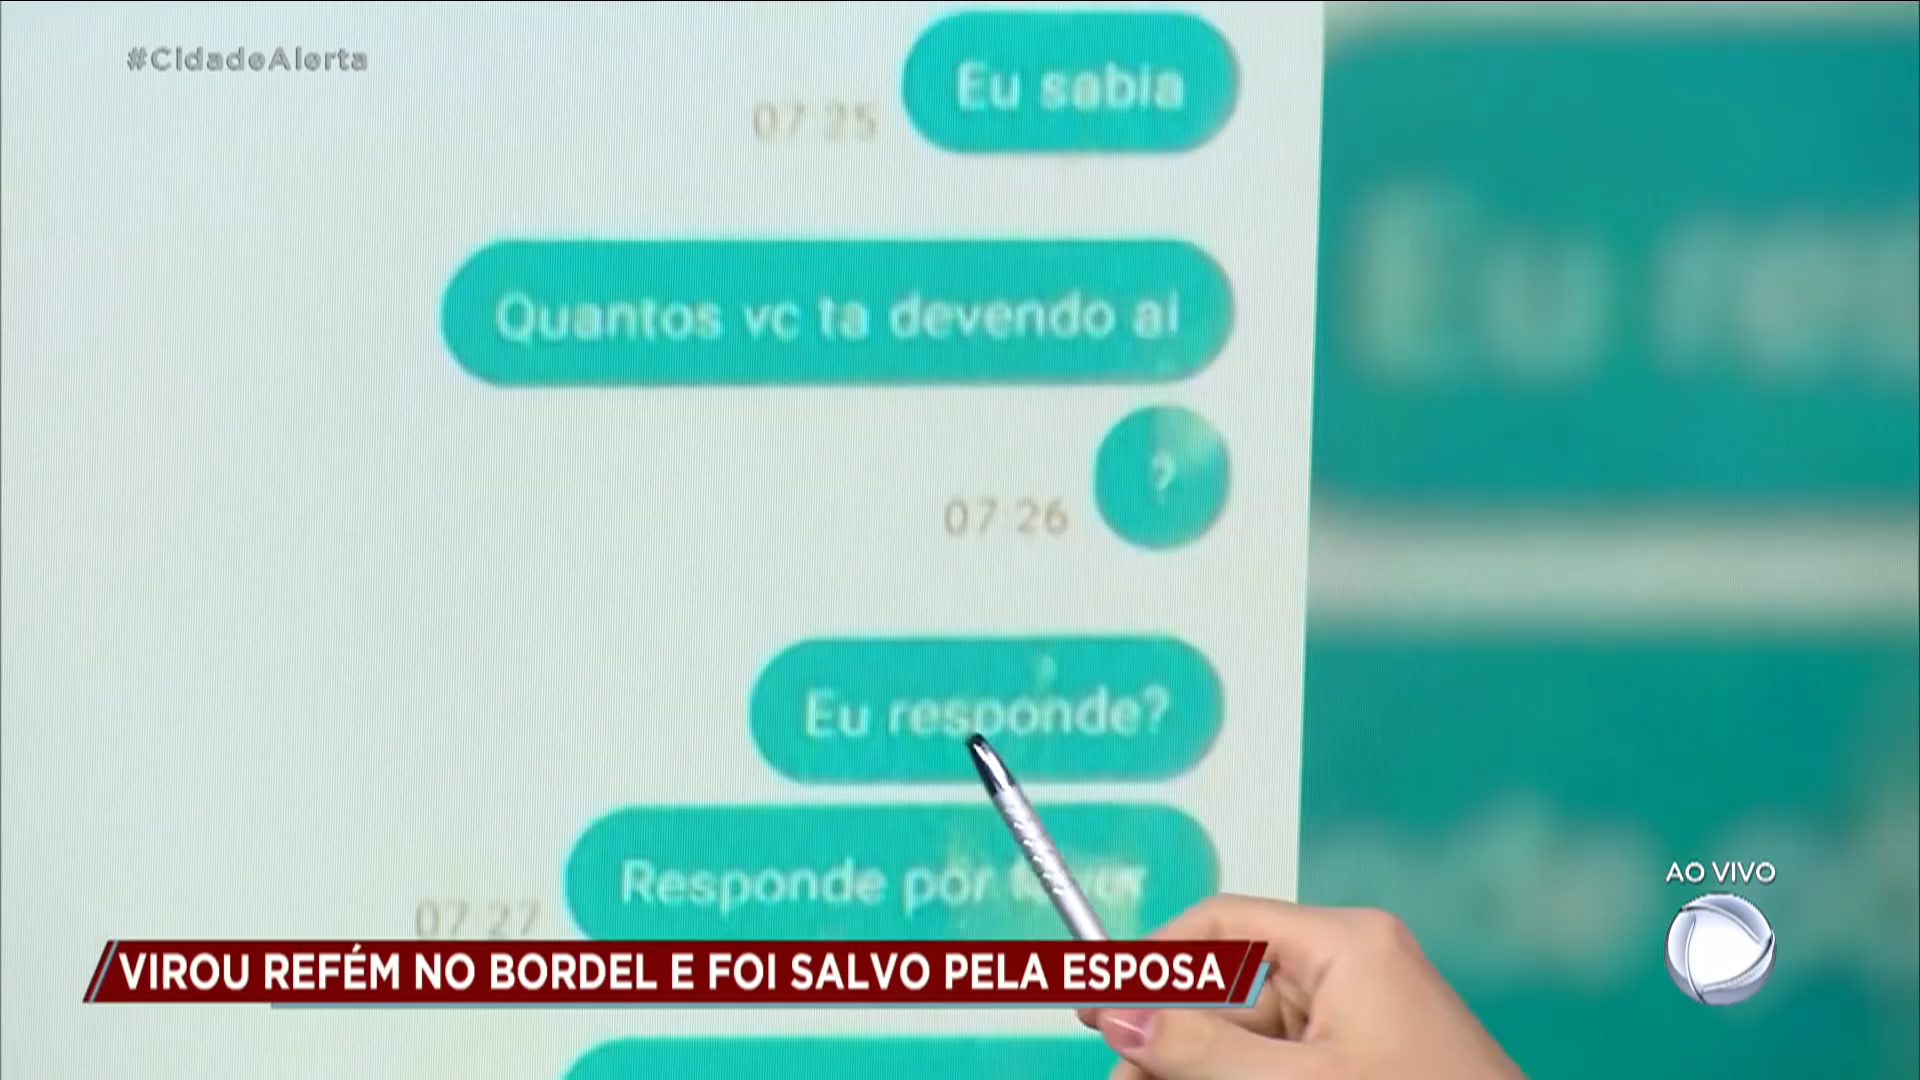 #CidadeAlerta
Eu sabia
07:25
Quantos vc ta devendo ai
?
07:26
Eu responde?
Responde por favor
07:27
AO VIVO
VIROU REFÉM NO BORDEL E FOI SALVO PELA ESPOSA